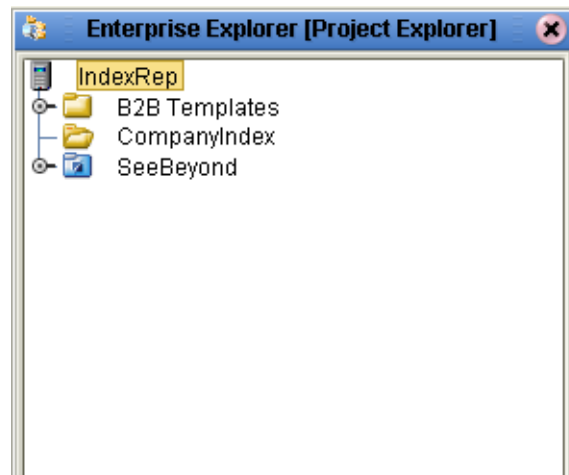 Enterprise Explorer [Project Explorer]
IndexRep
B2B Templates
CompanyIndex
SeeBeyond